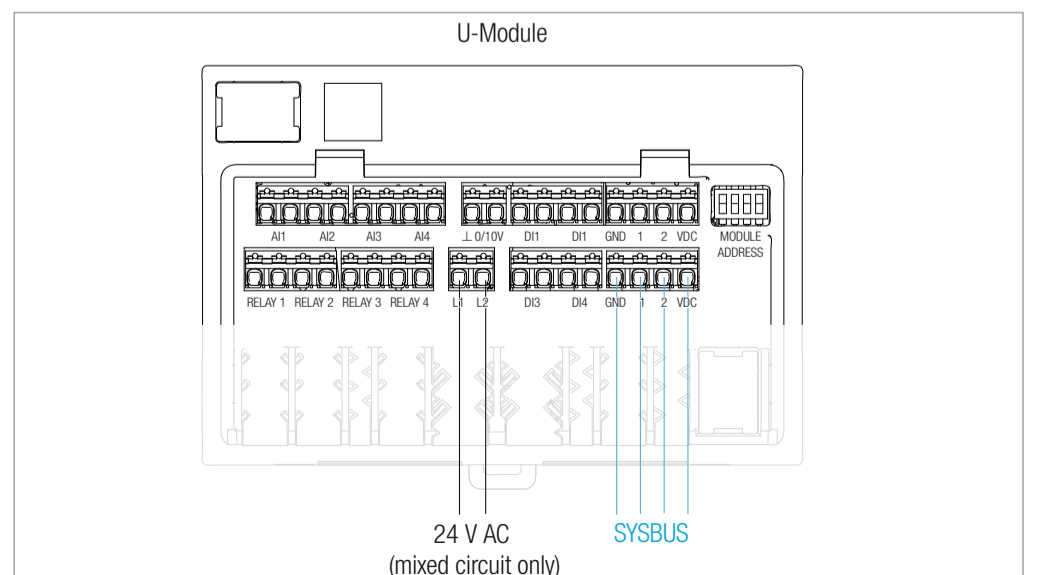 U-Module
AI1 AI2 AI3 AI4 ⊥ 0/10V DI1 DI1 GND 1 2 VDC MODULE
ADDRESS
RELAY 1 RELAY 2 RELAY 3 RELAY 4 L1 L2 DI3 DI4 GND 1 2 VDC
24 V AC SYSBUS
(mixed circuit only)